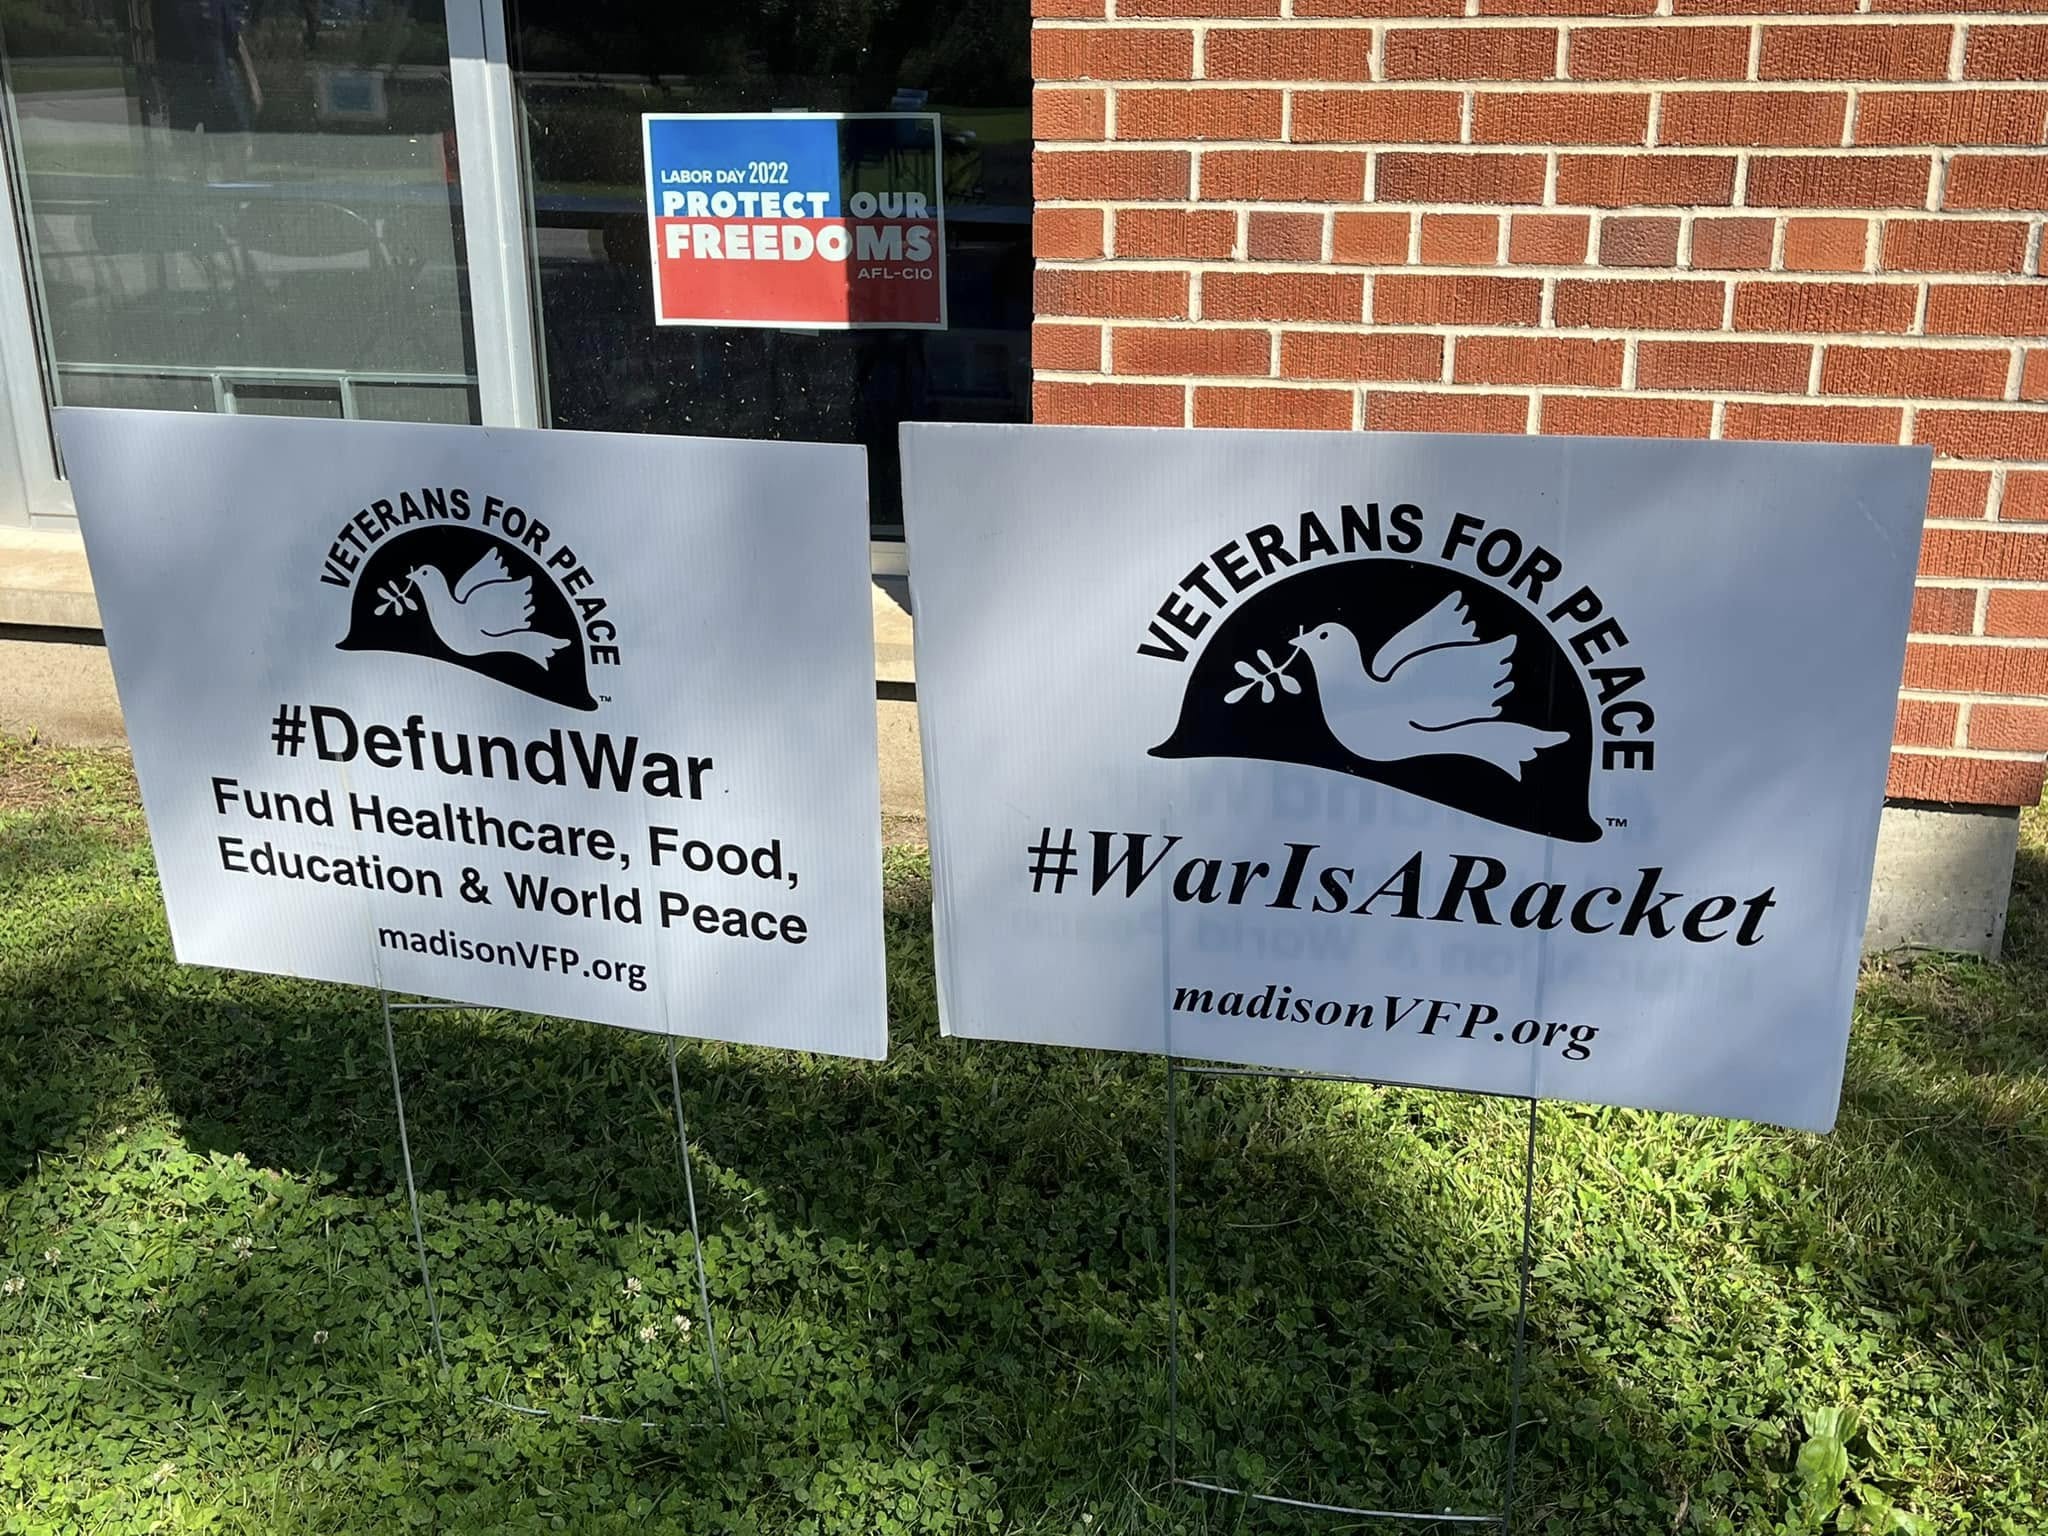 LABOR DAY 2022
PROTECT OUR
FREEDOMS
AFL-CIO
VETERANS FOR PEACE
TM
#DefundWar
Fund Healthcare, Food,
Education & World Peace
madisonVFP.org
VETERANS FOR PEACE
TM
#WarIsARacket
madisonVFP.org